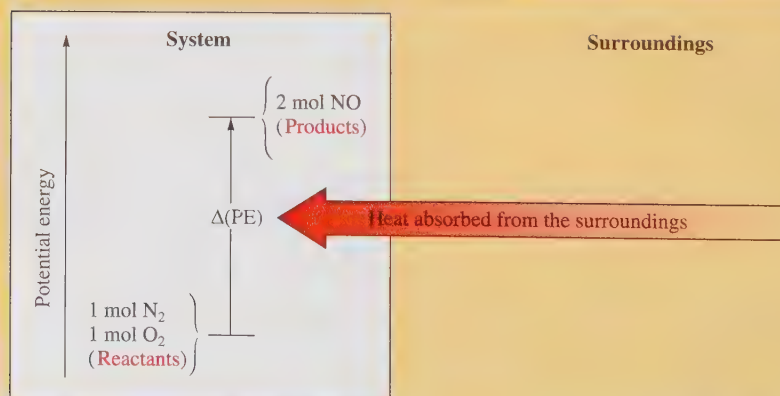 System
Surroundings
2 mol NO
(Products)
Δ(PE)
Heat absorbed from the surroundings
Potential energy
1 mol N₂
1 mol O₂
(Reactants)